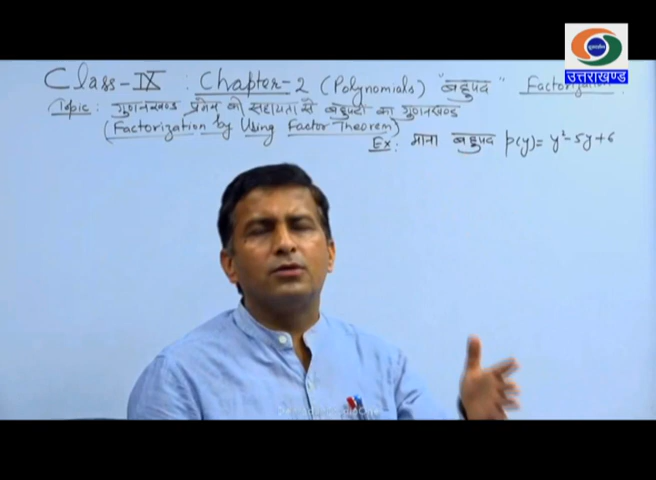 उत्तराखण्ड
Class-IX : Chapter-2 (Polynomials) "बहुपद" Factorization
Topic: गुणनखण्ड प्रमेय की सहायता से बहुपदों का गुणनखण्ड
(Factorization by Using Factor Theorem)
Ex: माना बहुपद p(y) = y²-5y+6